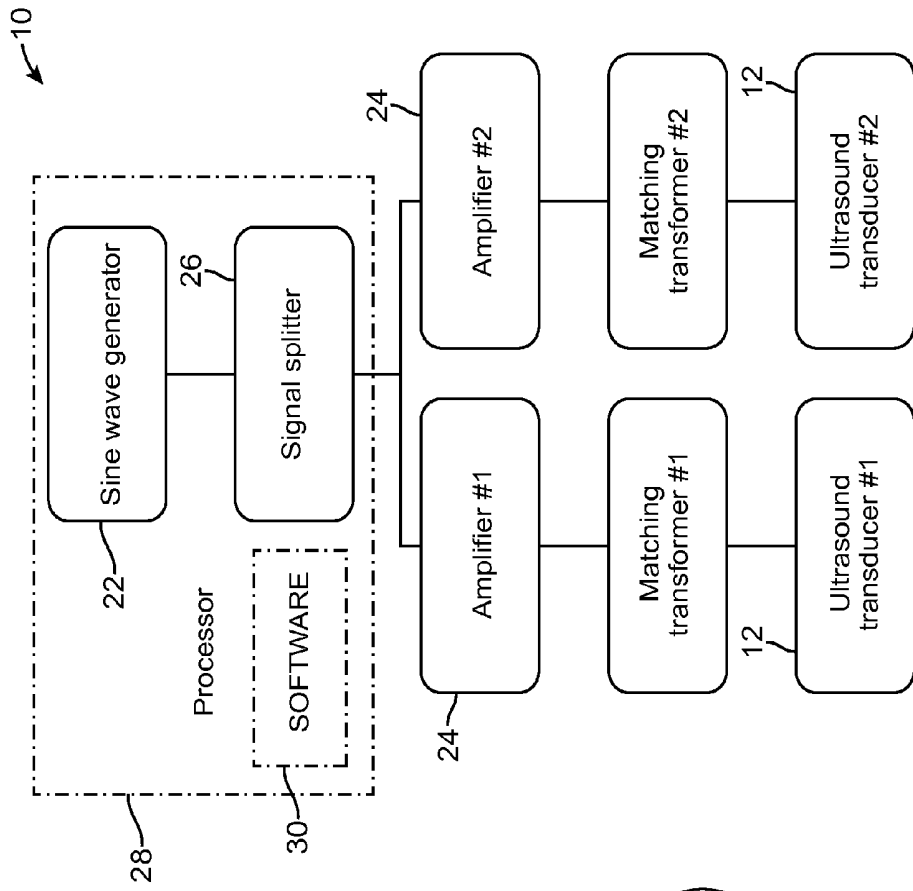 10
Sine wave generator
22
26
Signal splitter
Processor
SOFTWARE
28
30
24
Amplifier #1
24
Amplifier #2
Matching
transformer #1
Matching
transformer #2
12
Ultrasound
transducer #1
12
Ultrasound
transducer #2